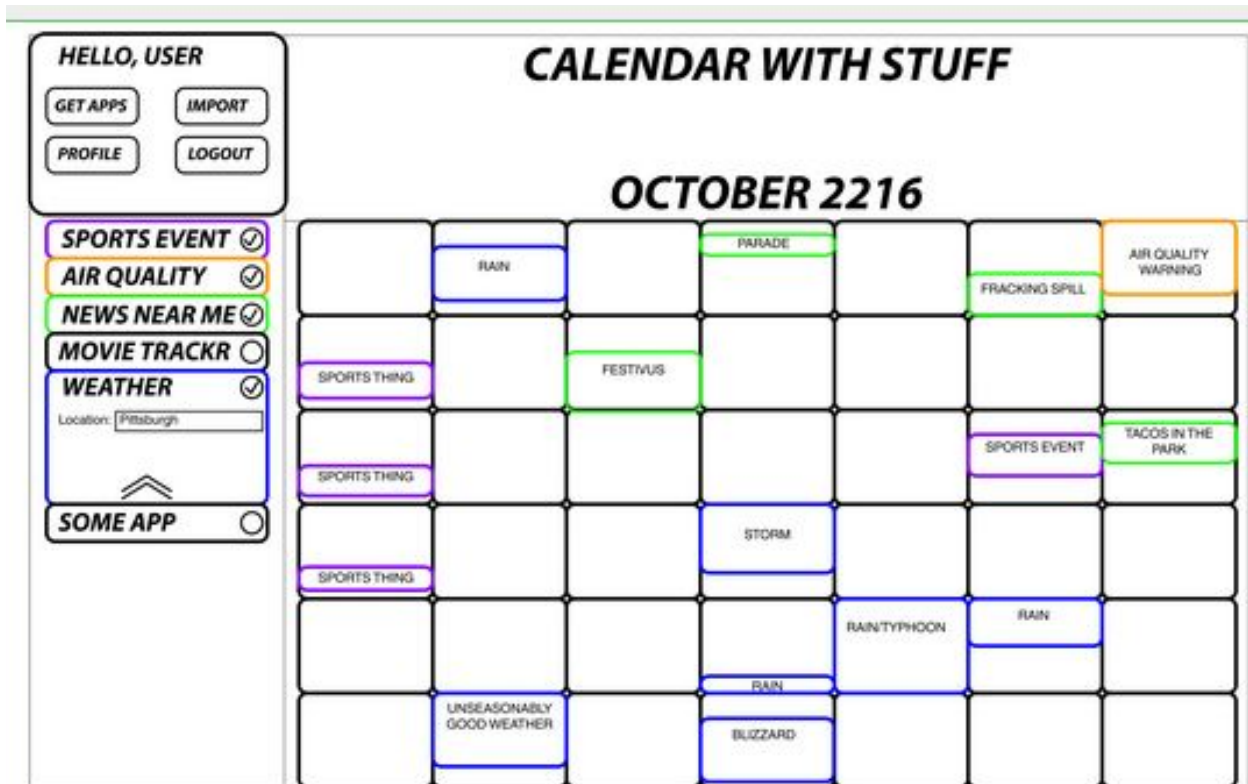 HELLO, USER
GET APPS
IMPORT
PROFILE
LOGOUT
CALENDAR WITH STUFF
OCTOBER 2216
SPORTS EVENT
AIR QUALITY
NEWS NEAR ME
MOVIE TRACKR
WEATHER
Location: Pittsburgh
SOME APP
RAIN
PARADE
FRACKING SPILL
AIR QUALITY
WARNING
SPORTS THING
FESTIVUS
SPORTS THING
SPORTS EVENT
TACOS IN THE
PARK
SPORTS THING
STORM
RAIN
RAIN/TYPHOON
RAIN
UNSEASONABLY
GOOD WEATHER
BLIZZARD